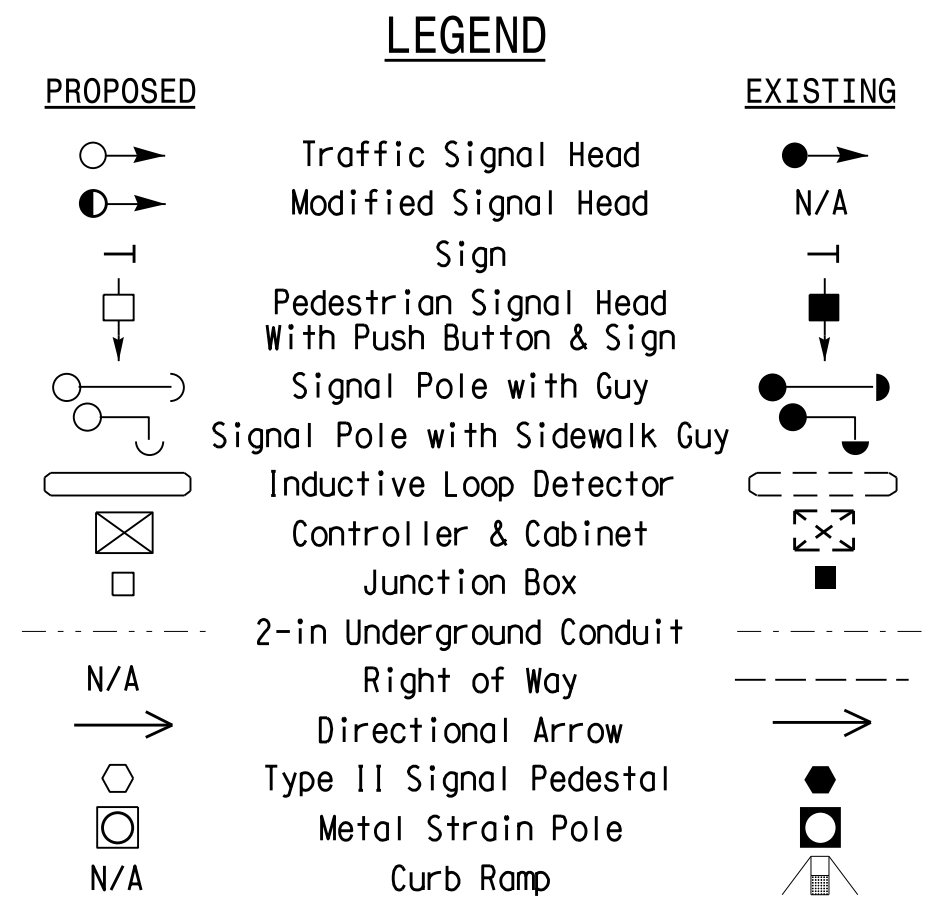 LEGEND
PROPOSED EXISTING
Traffic Signal Head
Modified Signal Head N/A
Sign
Pedestrian Signal Head
With Push Button & Sign
Signal Pole with Guy
Signal Pole with Sidewalk Guy
Inductive Loop Detector
Controller & Cabinet
Junction Box
2-in Underground Conduit
N/A Right of Way
Directional Arrow
Type II Signal Pedestal
Metal Strain Pole
N/A Curb Ramp